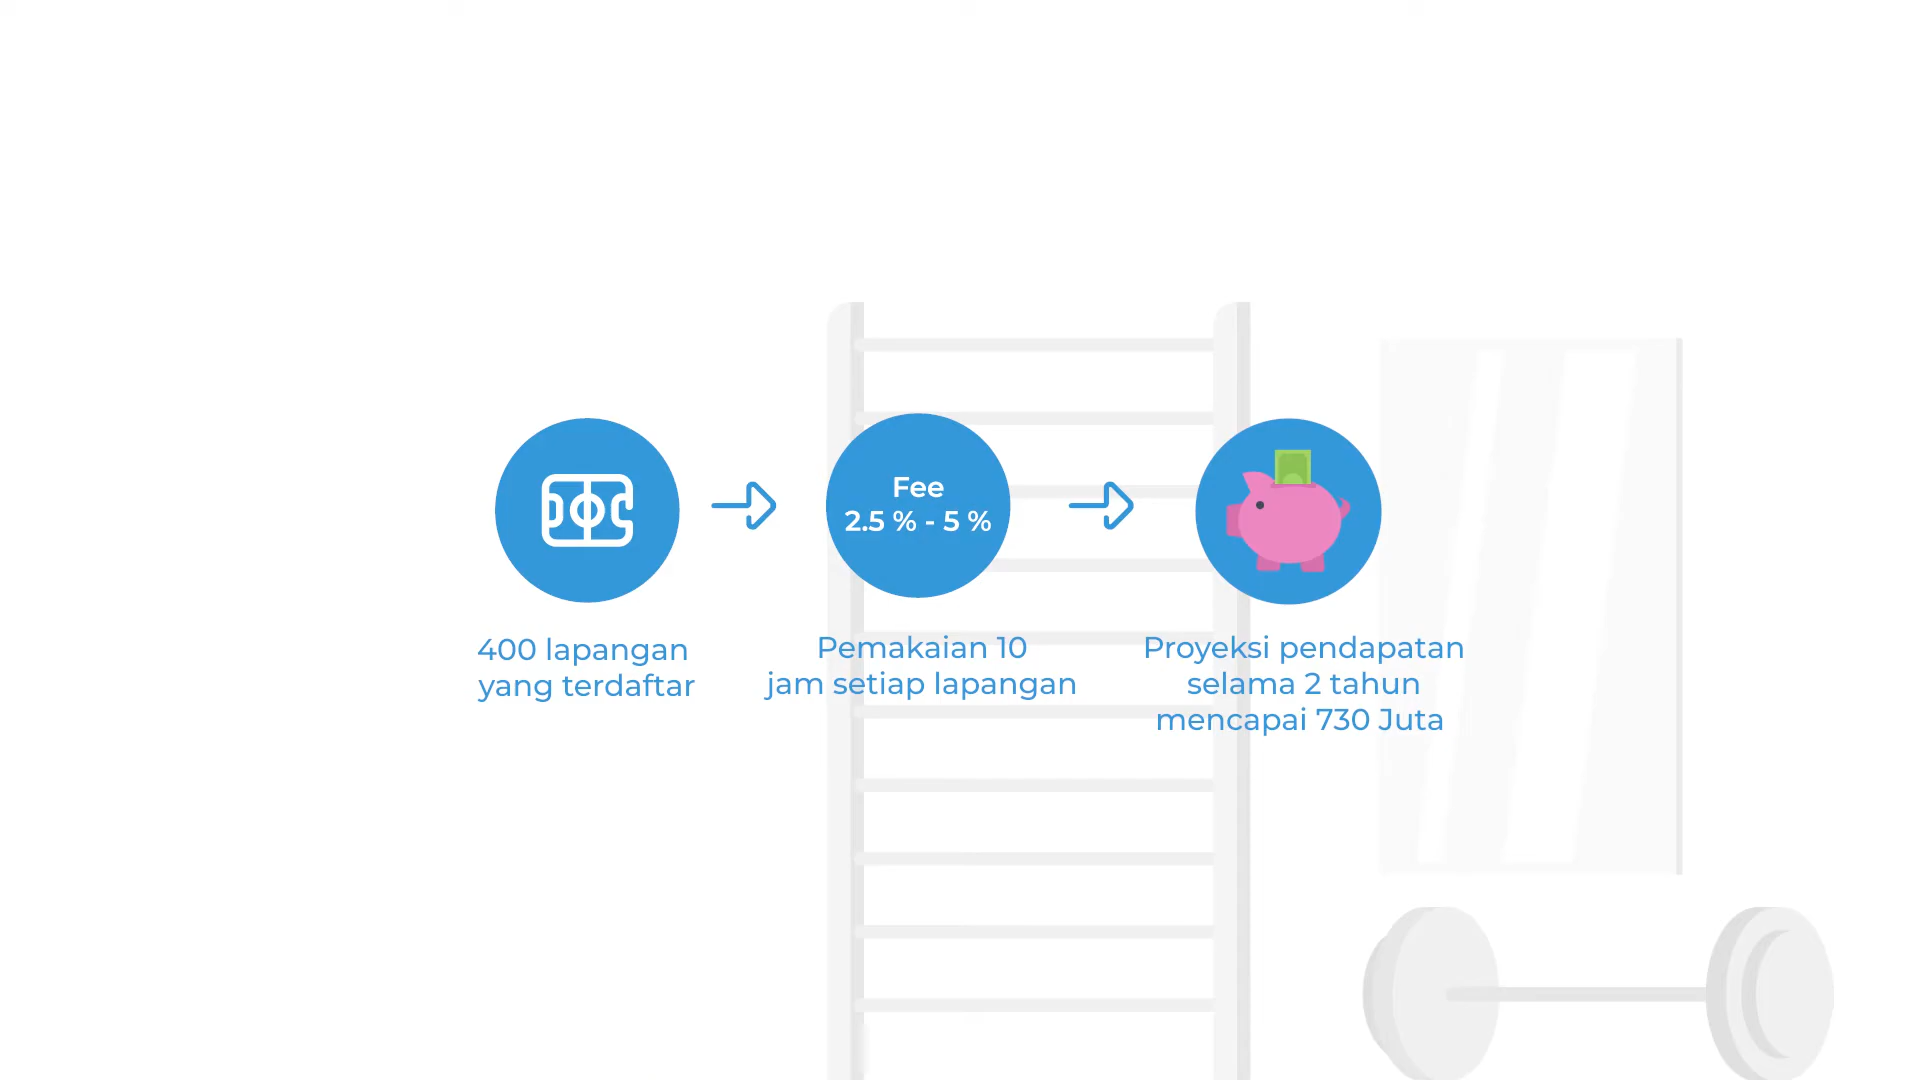 400 lapangan
yang terdaftar
Fee
2.5 % - 5 %
Pemakaian 10
jam setiap lapangan
Proyeksi pendapatan
selama 2 tahun
mencapai 730 Juta